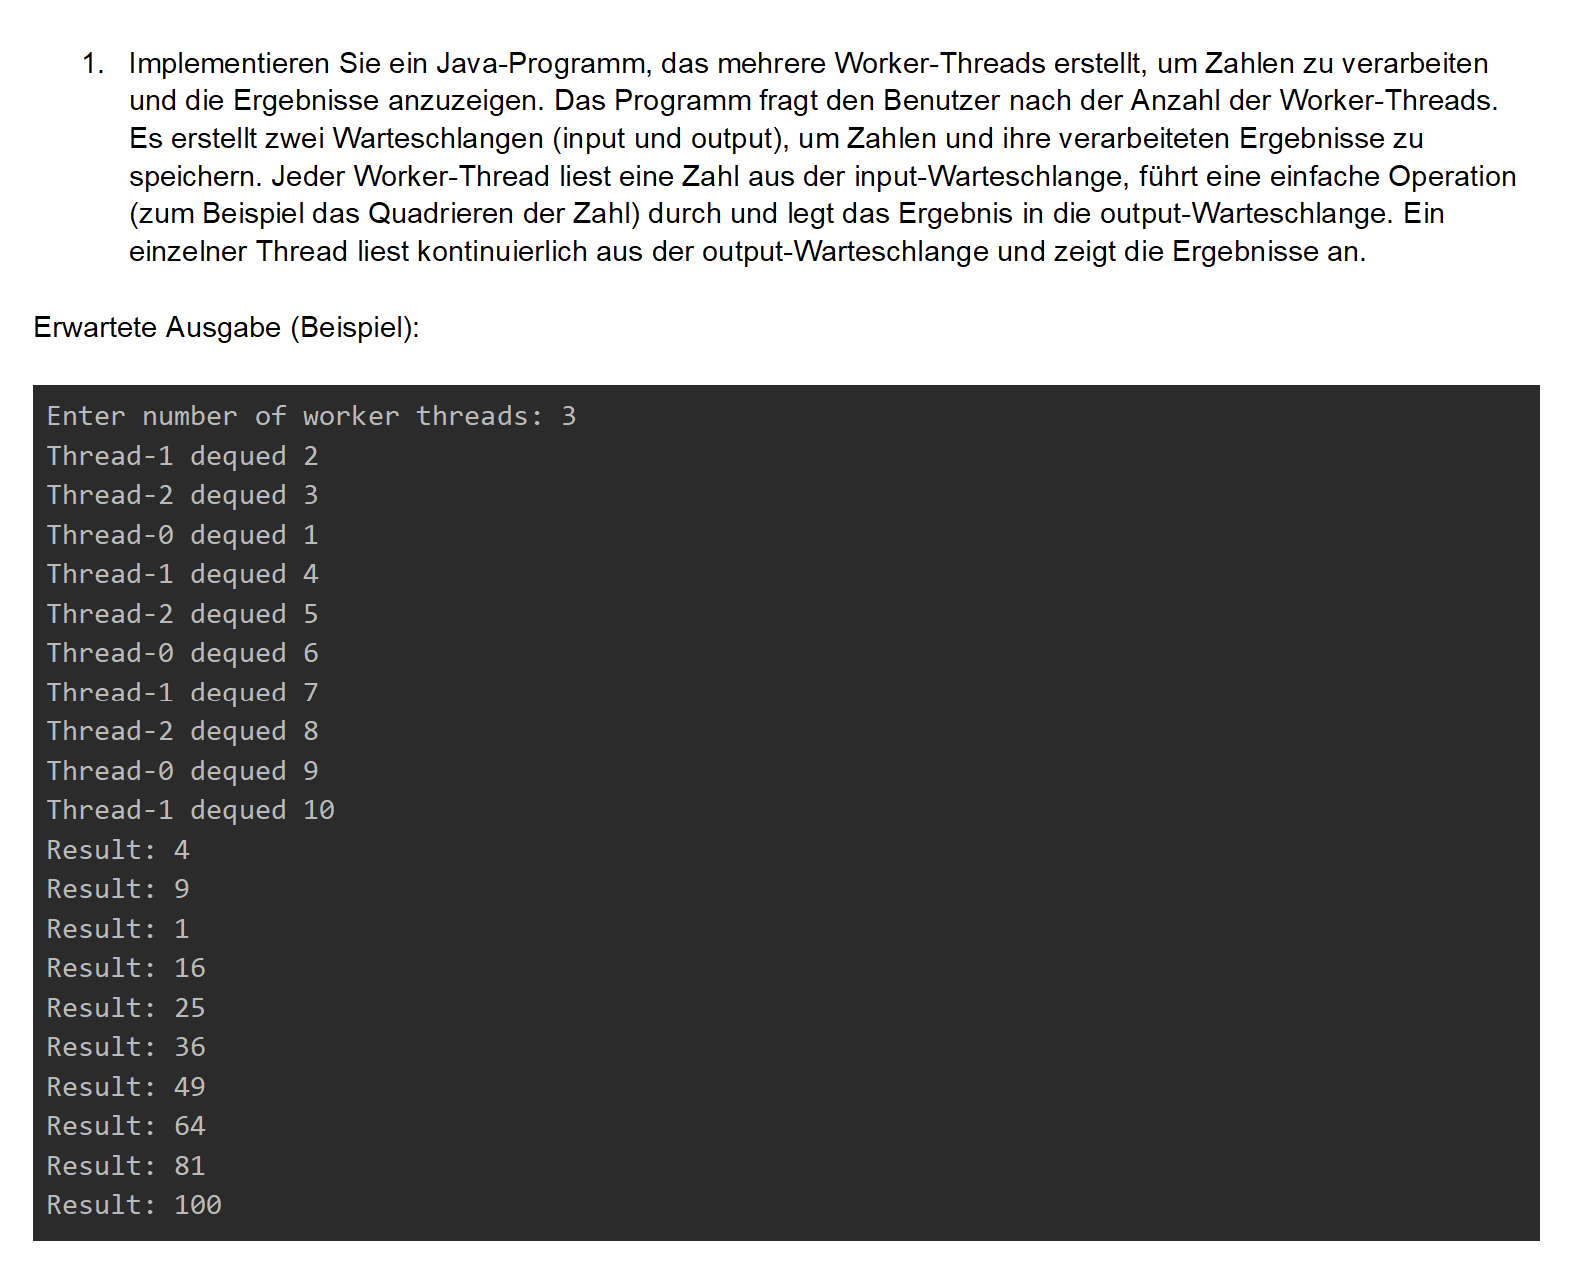 1. Implementieren Sie ein Java-Programm, das mehrere Worker-Threads erstellt, um Zahlen zu verarbeiten
und die Ergebnisse anzuzeigen. Das Programm fragt den Benutzer nach der Anzahl der Worker-Threads.
Es erstellt zwei Warteschlangen (input und output), um Zahlen und ihre verarbeiteten Ergebnisse zu
speichern. Jeder Worker-Thread liest eine Zahl aus der input-Warteschlange, führt eine einfache Operation
(zum Beispiel das Quadrieren der Zahl) durch und legt das Ergebnis in die output-Warteschlange. Ein
einzelner Thread liest kontinuierlich aus der output-Warteschlange und zeigt die Ergebnisse an.
Erwartete Ausgabe (Beispiel):
Enter number of worker threads: 3
Thread-1 dequed 2
Thread-2 dequed 3
Thread-0 dequed 1
Thread-1 dequed 4
Thread-2 dequed 5
Thread-0 dequed 6
Thread-1 dequed 7
Thread-2 dequed 8
Thread-0 dequed 9
Thread-1 dequed 10
Result: 4
Result: 9
Result: 1
Result: 16
Result: 25
Result: 36
Result: 49
Result: 64
Result: 81
Result: 100